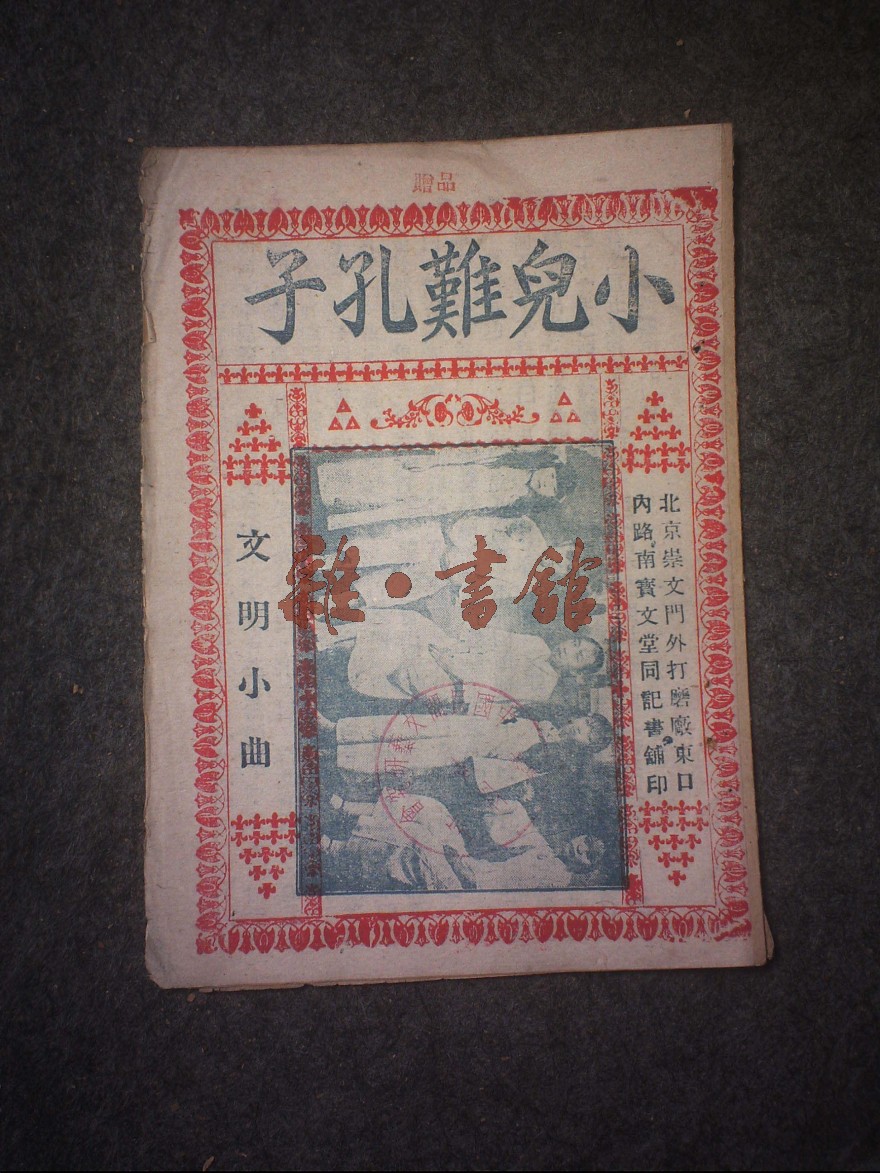 贈品
小兒難孔子
北京崇文門外打磨廠東口
內路南寳文堂同記書舖印
文明小曲
雜·書館